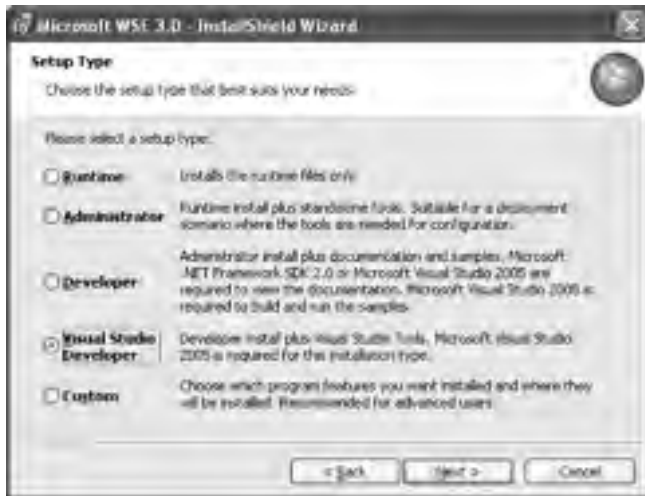 Microsoft WSE 3.0 - InstallShield Wizard
Setup Type
Choose the setup type that best suits your needs.
Please select a setup type:
Runtime
Installs the runtime files only
Administrator
Runtime install plus standalone tools. Suitable for a deployment
scenario where the tools are needed for configuration.
Developer
Administrator install plus documentation and samples. Microsoft
.NET Framework SDK 2.0 or Microsoft Visual Studio 2005 are
required to view the documentation. Microsoft Visual Studio 2005 is
required to build and run the samples.
Visual Studio
Developer
Developer install plus Visual Studio Tools. Microsoft Visual Studio
2005 is required for this installation type.
Custom
Choose which program features you want installed and where they
will be installed. Recommended for advanced users.
< Back
Next >
Cancel